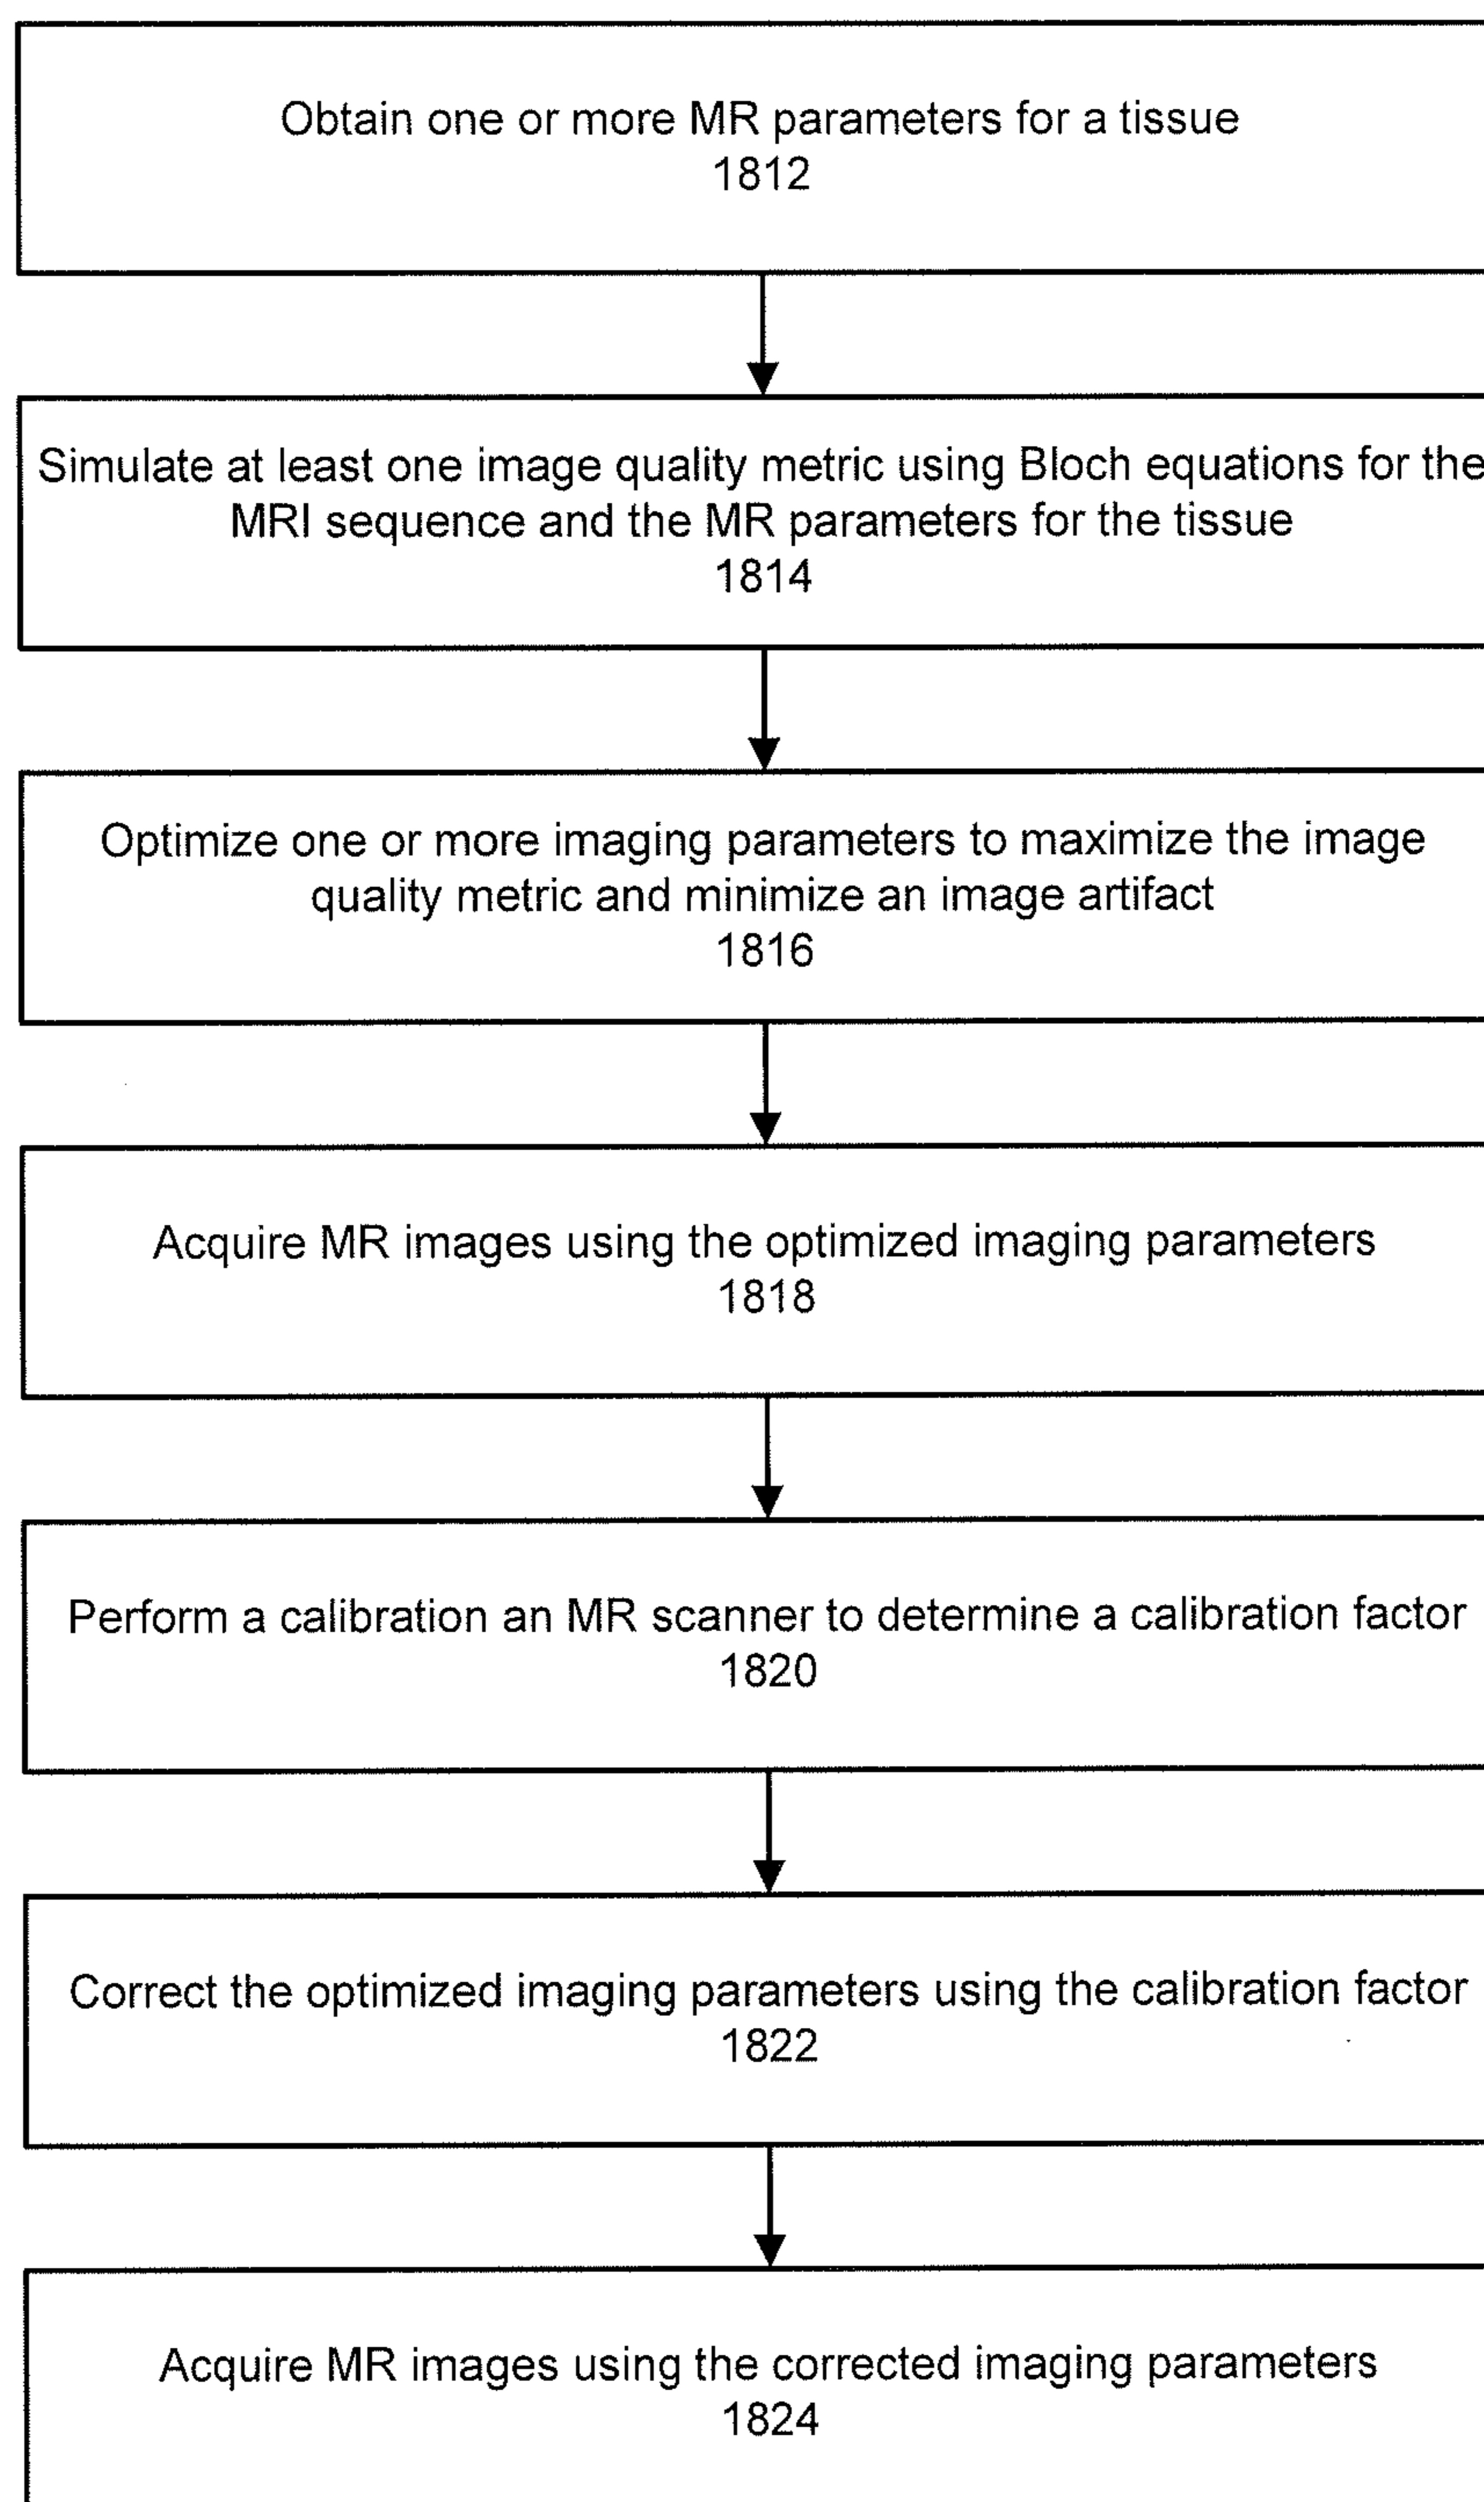 Obtain one or more MR parameters for a tissue
1812
Simulate at least one image quality metric using Bloch equations for the
MRI sequence and the MR parameters for the tissue
1814
Optimize one or more imaging parameters to maximize the image
quality metric and minimize an image artifact
1816
Acquire MR images using the optimized imaging parameters
1818
Perform a calibration an MR scanner to determine a calibration factor
1820
Correct the optimized imaging parameters using the calibration factor
1822
Acquire MR images using the corrected imaging parameters
1824